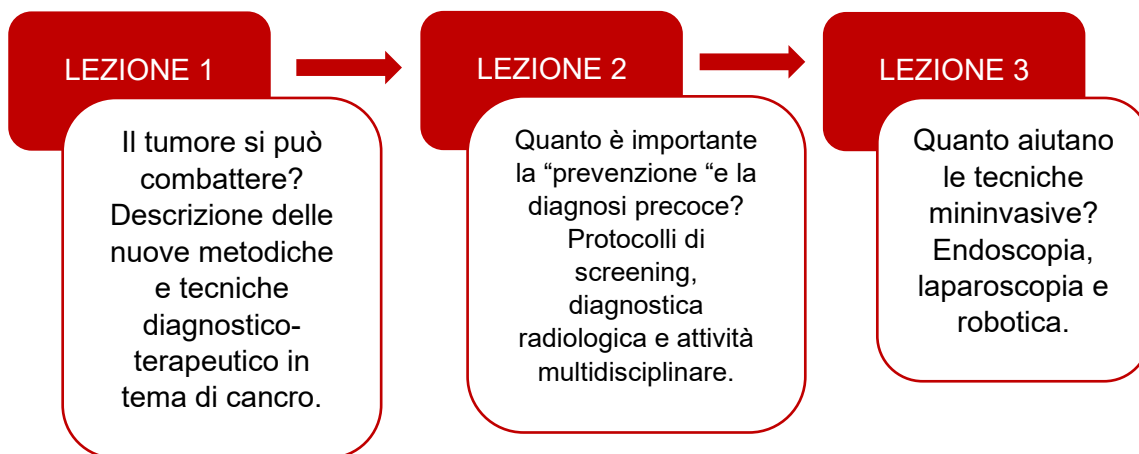 LEZIONE 1
Il tumore si può
combattere?
Descrizione delle
nuove metodiche
e tecniche
diagnostico-
terapeutico in
tema di cancro.
LEZIONE 2
Quanto è importante
la “prevenzione “e la
diagnosi precoce?
Protocolli di
screening,
diagnostica
radiologica e attività
multidisciplinare.
LEZIONE 3
Quanto aiutano
le tecniche
mininvasive?
Endoscopia,
laparoscopia e
robotica.